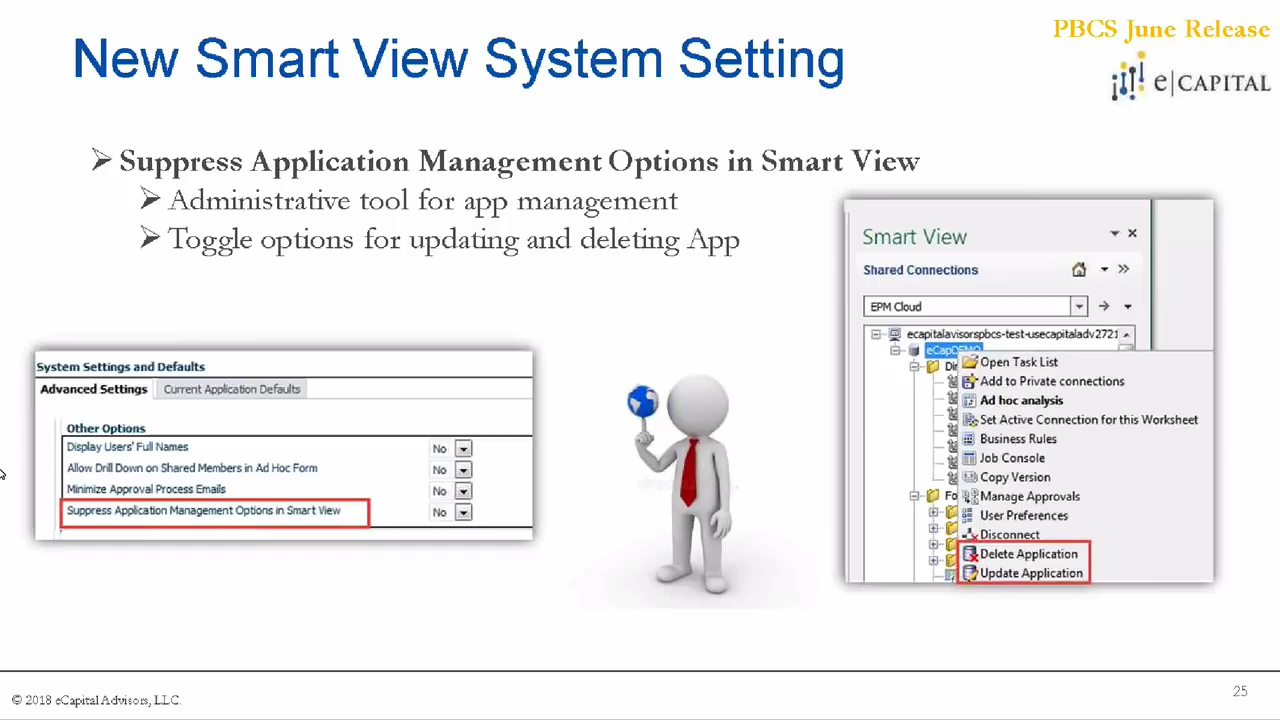 PBCS June Release
New Smart View System Setting
e|CAPITAL
Suppress Application Management Options in Smart View
Administrative tool for app management
Toggle options for updating and deleting App
System Settings and Defaults
Advanced Settings Current Application Defaults
Other Options
Display Users' Full Names No
Allow Drill Down on Shared Members in Ad Hoc Form No
Minimize Approval Process Emails No
Suppress Application Management Options in Smart View No
Smart View
Shared Connections
EPM Cloud
ecapitalavisorspbcs-test-usecapitaladv2721
eCapDEMO
Open Task List
Add to Private connections
Ad hoc analysis
Set Active Connection for this Worksheet
Business Rules
Job Console
Copy Version
Manage Approvals
User Preferences
Disconnect
Delete Application
Update Application
© 2018 eCapital Advisors, LLC.
25